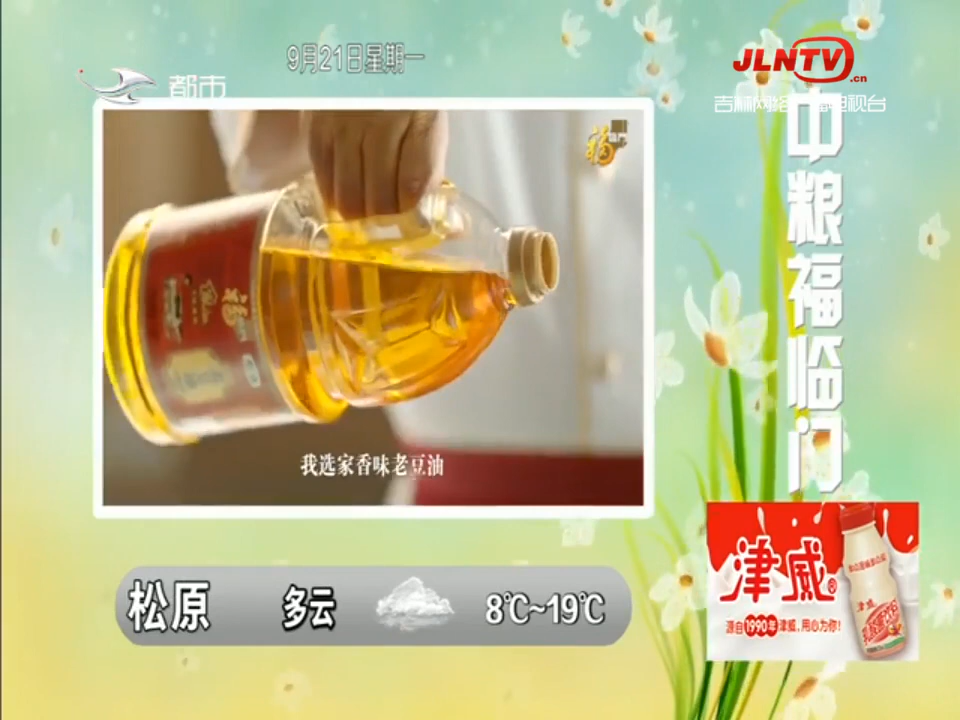 9月21日星期一
都市
JLNTV
.cn
吉林网络电视台
中粮福临门
福
我选家香味老豆油
松原
多云
8℃~19℃
津威
源自1990年 津威，用心为你！
津威